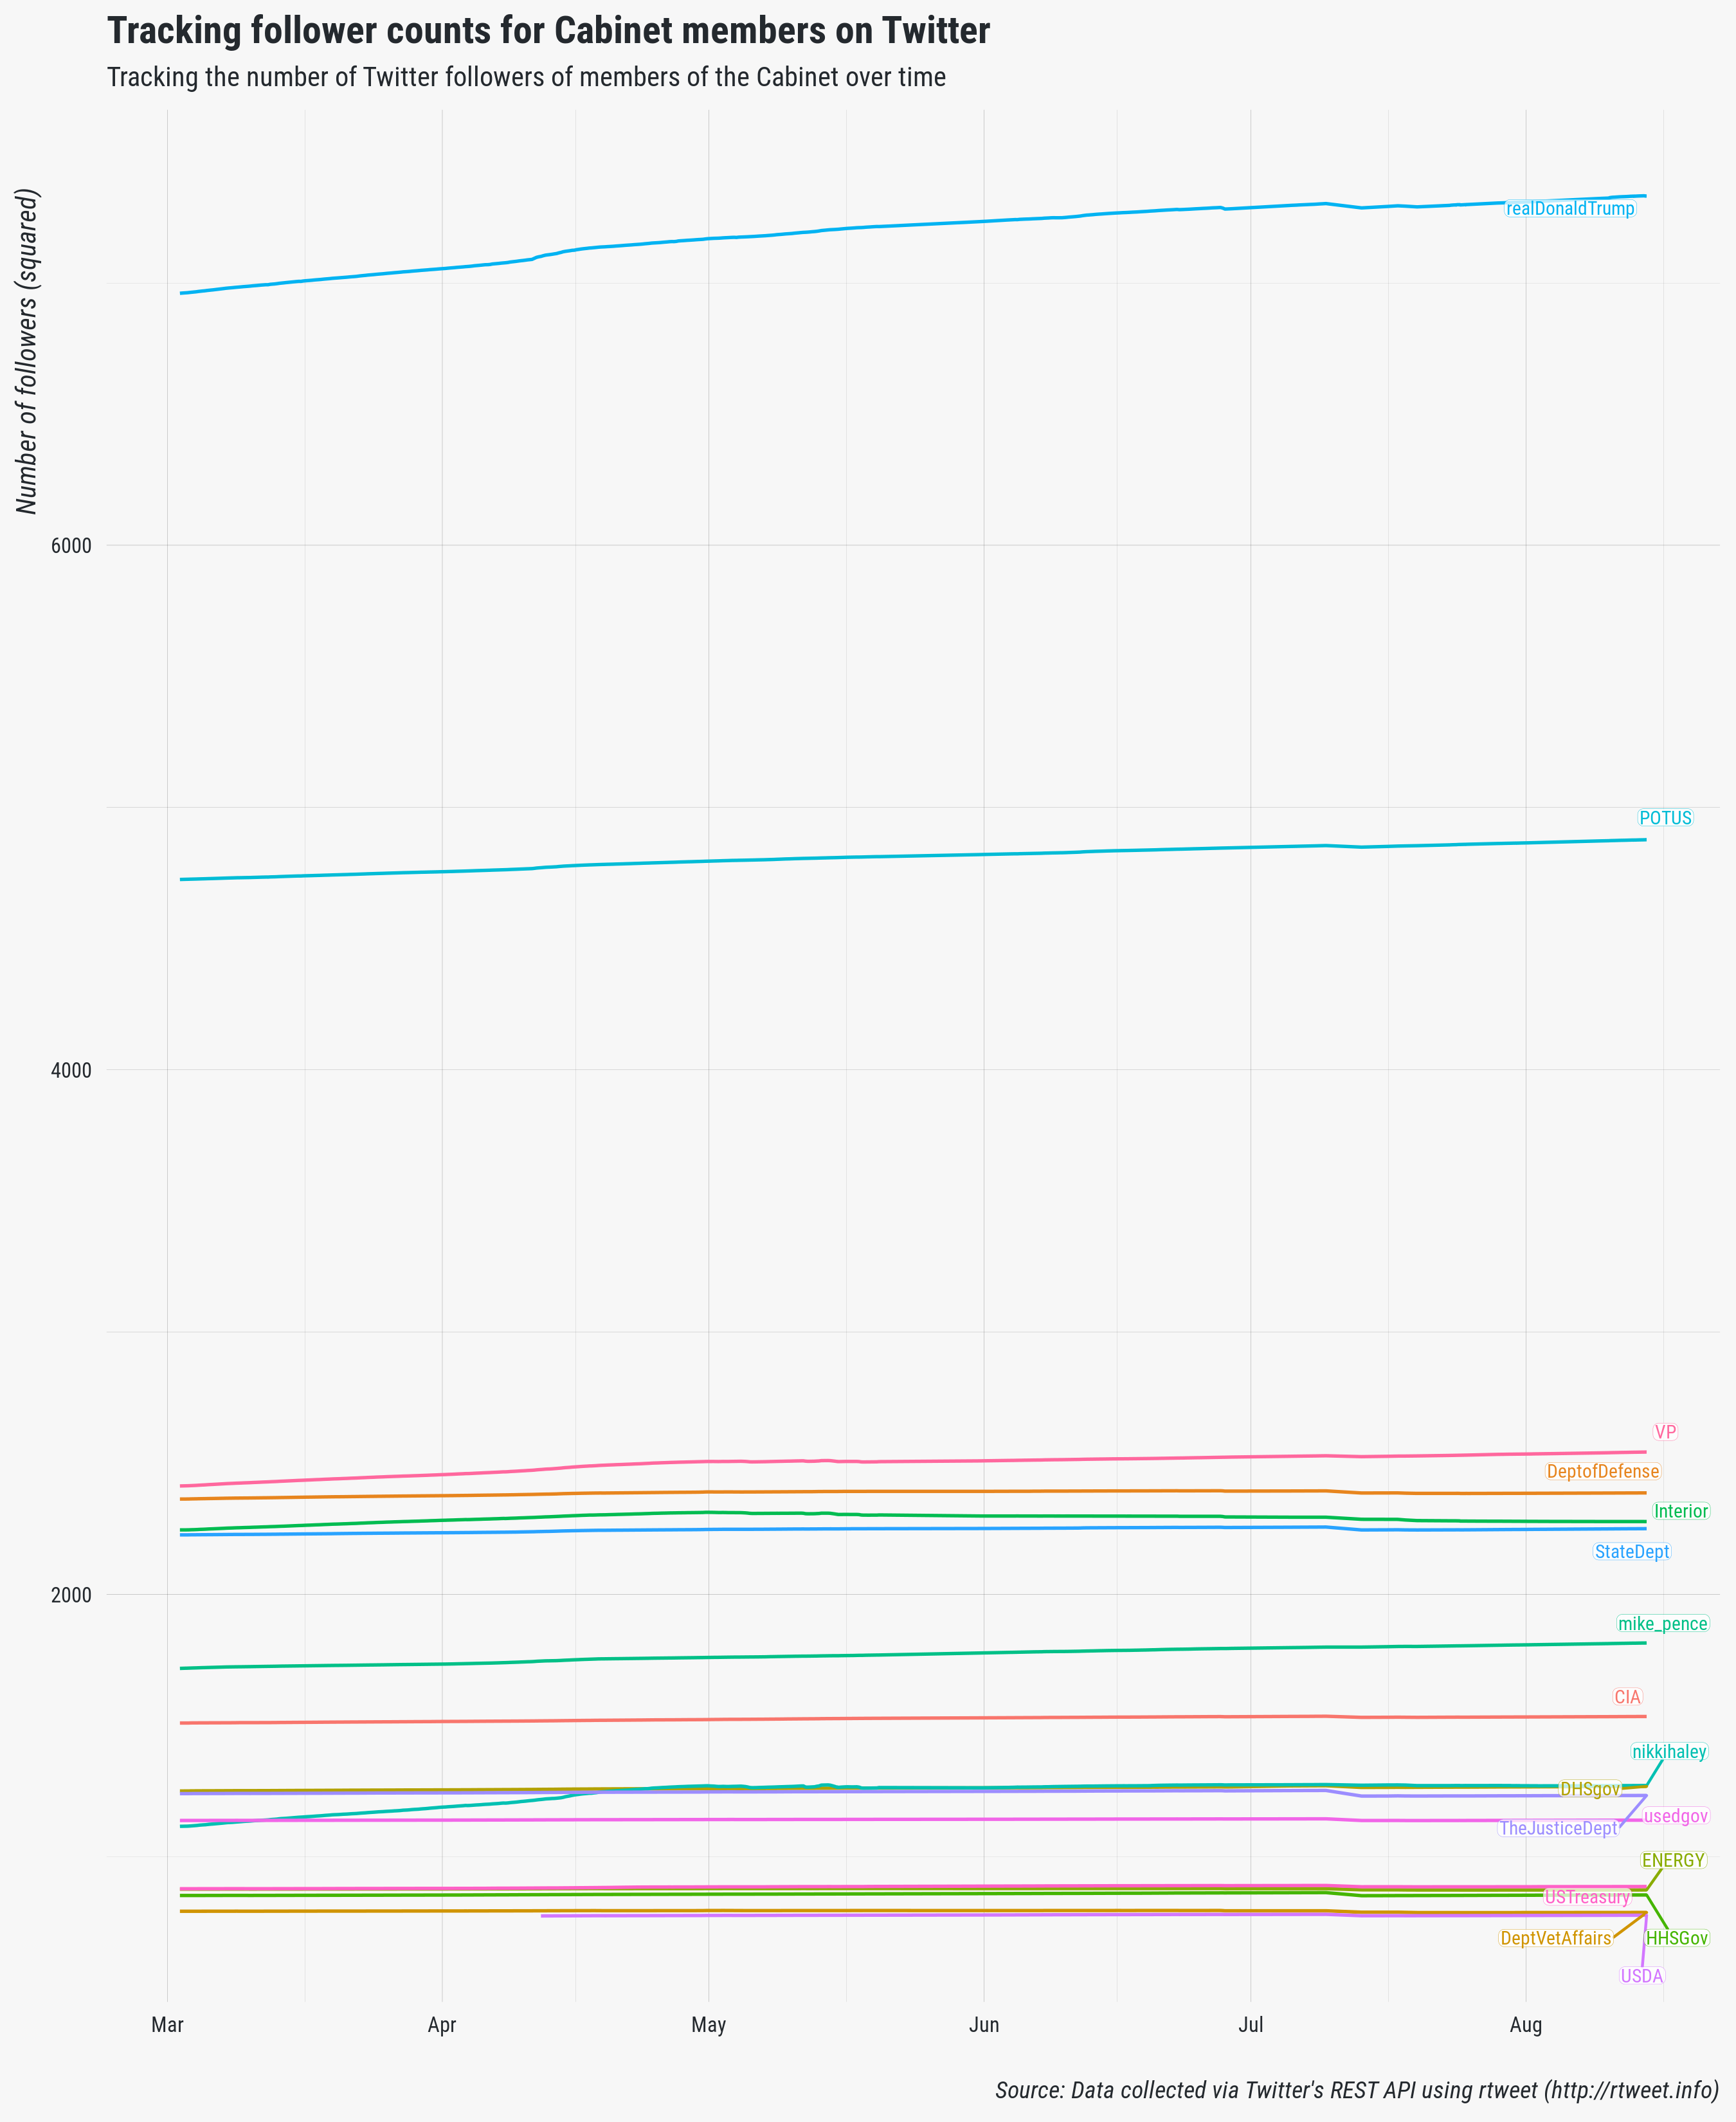 Tracking follower counts for Cabinet members on Twitter
Tracking the number of Twitter followers of members of the Cabinet over time
Number of followers (squared)
realDonaldTrump
6000
POTUS
4000
VP
DeptofDefense
Interior
StateDept
2000
mike_pence
CIA
nikkihaley
DHSgov
usedgov
TheJusticeDept
ENERGY
USTreasury
DeptVetAffairs
HHSGov
USDA
Mar
Apr
May
Jun
Jul
Aug
Source: Data collected via Twitter's REST API using rtweet (http://rtweet.info)